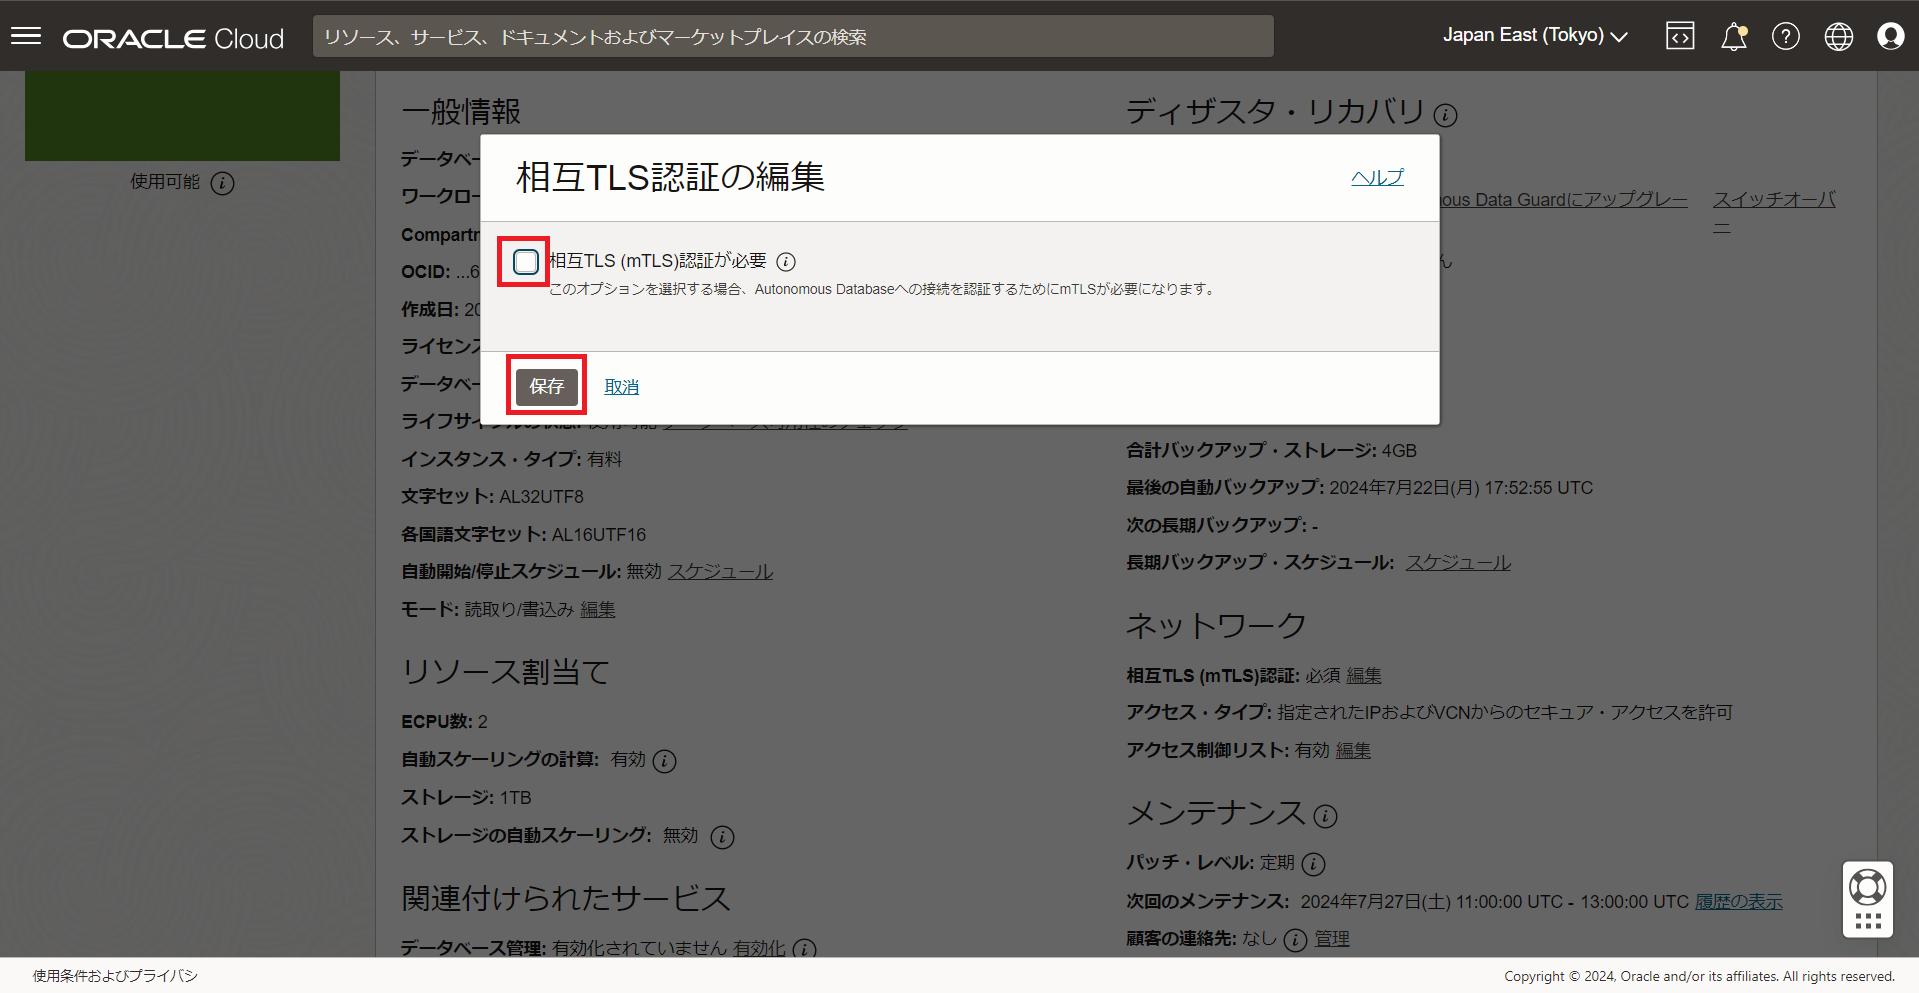 ORACLE Cloud
リソース、サービス、ドキュメントおよびマーケットプレイスの検索
Japan East (Tokyo)
使用可能
一般情報
データベー
ワークロー
Compartm
OCID: ...6
作成日: 20
ライセンス
データベー
インスタンス・タイプ: 有料
文字セット: AL32UTF8
各国語文字セット: AL16UTF16
自動開始/停止スケジュール: 無効 スケジュール
モード: 読取り/書込み 編集
リソース割当て
ECPU数: 2
自動スケーリングの計算: 有効
ストレージ: 1TB
ストレージの自動スケーリング: 無効
関連付けられたサービス
データベース管理: 有効化されていません 有効化
相互TLS認証の編集
ヘルプ
相互TLS (mTLS)認証が必要
このオプションを選択する場合、Autonomous Databaseへの接続を認証するためにmTLSが必要になります。
保存 取消
ディザスタ・リカバリ
ous Data Guardにアップグレー スイッチオーバ
ー
ん
合計バックアップ・ストレージ: 4GB
最後の自動バックアップ: 2024年7月22日(月) 17:52:55 UTC
次の長期バックアップ: -
長期バックアップ・スケジュール: スケジュール
ネットワーク
相互TLS (mTLS)認証: 必須 編集
アクセス・タイプ: 指定されたIPおよびVCNからのセキュア・アクセスを許可
アクセス制御リスト: 有効 編集
メンテナンス
パッチ・レベル: 定期
次回のメンテナンス: 2024年7月27日(土) 11:00:00 UTC - 13:00:00 UTC 履歴の表示
顧客の連絡先: なし 管理
使用条件およびプライバシ
Copyright © 2024, Oracle and/or its affiliates. All rights reserved.